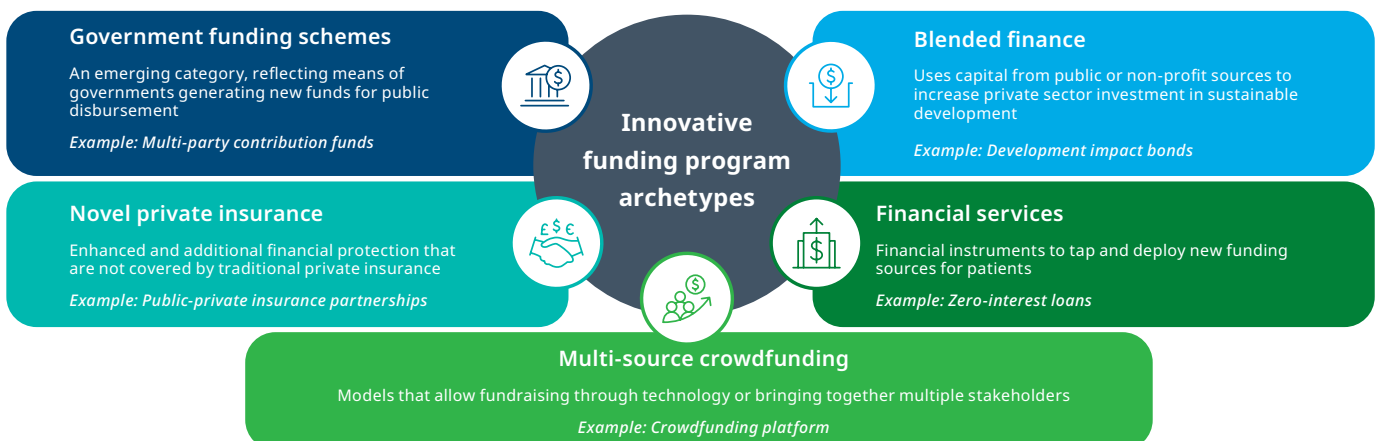 Government funding schemes
An emerging category, reflecting means of
governments generating new funds for public
disbursement
Example: Multi-party contribution funds
Blended finance
Uses capital from public or non-profit sources to
increase private sector investment in sustainable
development
Example: Development impact bonds
Innovative
funding program
archetypes
Novel private insurance
Enhanced and additional financial protection that
are not covered by traditional private insurance
Example: Public-private insurance partnerships
£ $ €
Financial services
Financial instruments to tap and deploy new funding
sources for patients
Example: Zero-interest loans
Multi-source crowdfunding
Models that allow fundraising through technology or bringing together multiple stakeholders
Example: Crowdfunding platform